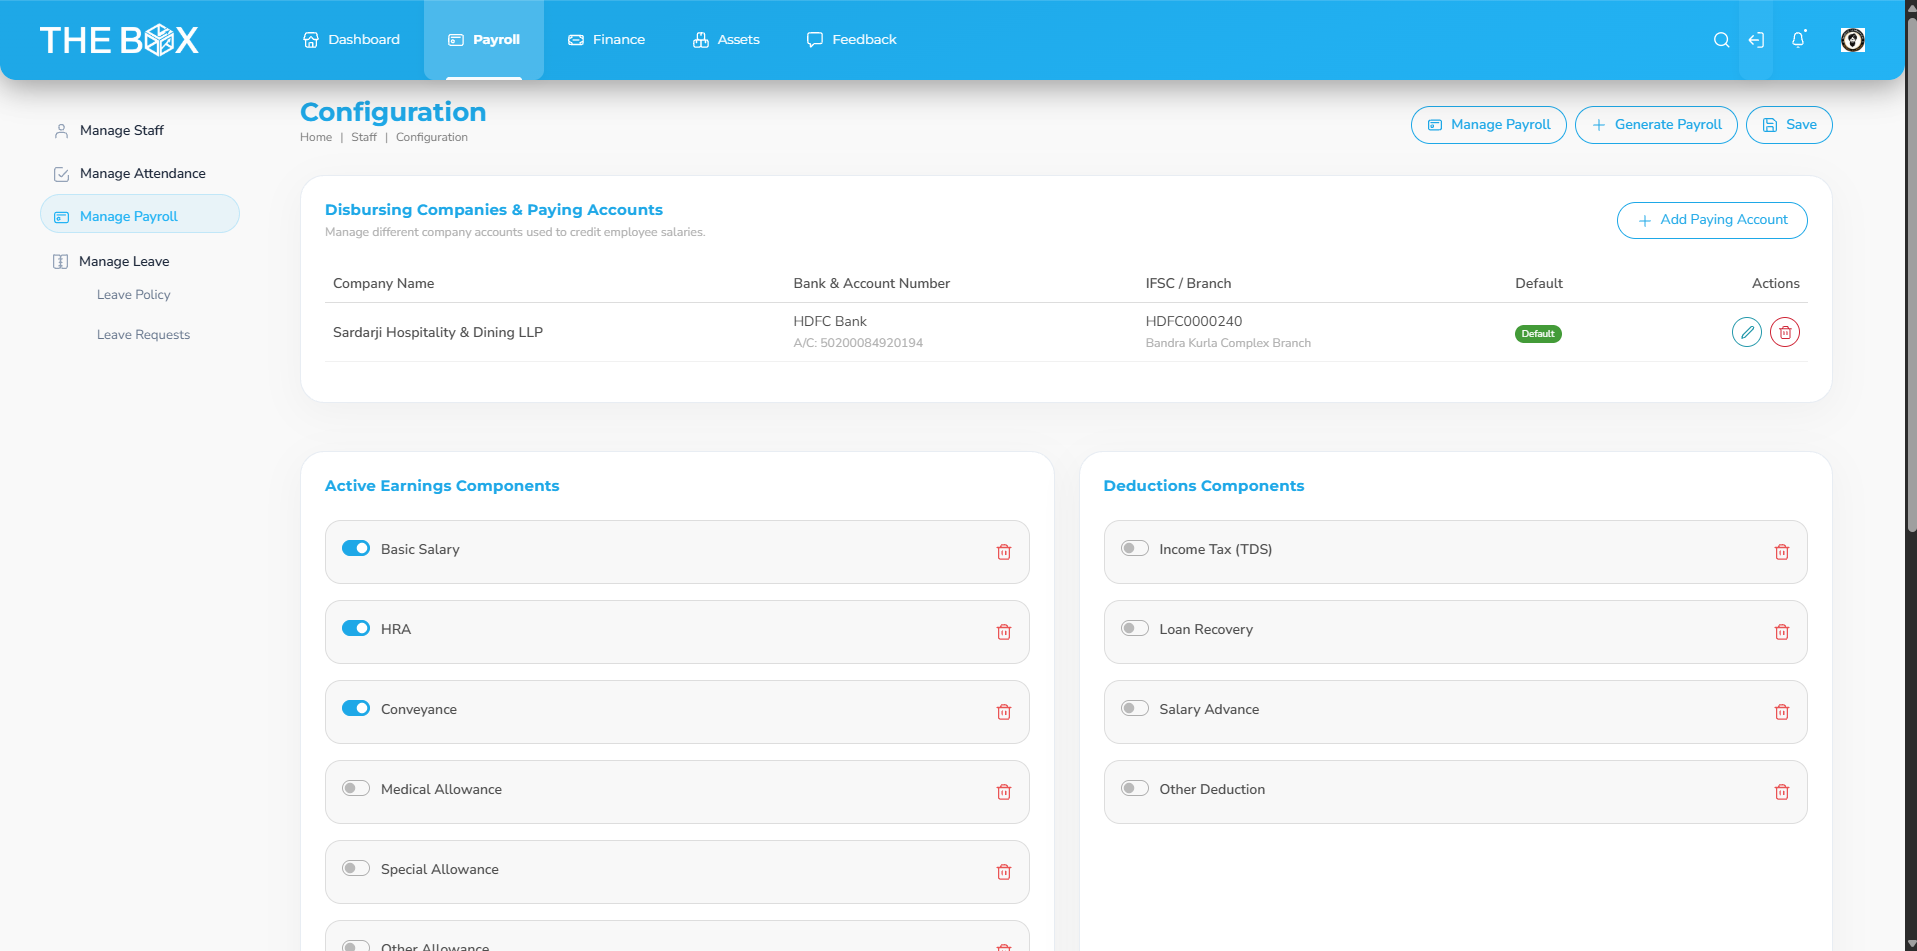 THE BOX
Dashboard
Payroll
Finance
Assets
Feedback
Manage Staff
Manage Attendance
Manage Payroll
Manage Leave
Leave Policy
Leave Requests
Configuration
Home | Staff | Configuration
Manage Payroll
Generate Payroll
Save
Disbursing Companies & Paying Accounts
Manage different company accounts used to credit employee salaries.
Add Paying Account
Company Name Bank & Account Number IFSC / Branch Default Actions
Sardarji Hospitality & Dining LLP
HDFC Bank
A/C: 50200084920194
HDFC0000240
Bandra Kurla Complex Branch
Default
Active Earnings Components
Basic Salary
HRA
Conveyance
Medical Allowance
Special Allowance
Other Allowance
Deductions Components
Income Tax (TDS)
Loan Recovery
Salary Advance
Other Deduction